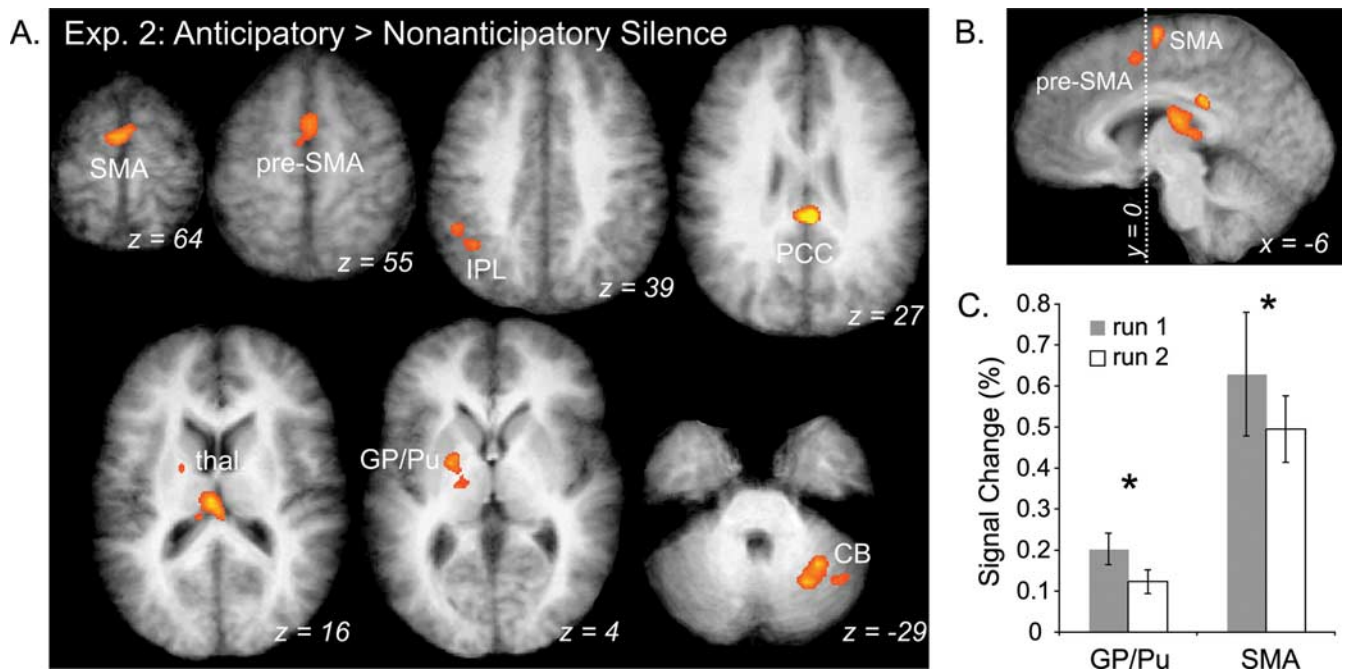 A. Exp. 2: Anticipatory > Nonanticipatory Silence
SMA
z = 64
pre-SMA
z = 55
IPL
z = 39
PCC
z = 27
thal.
z = 16
GP/Pu
z = 4
CB
z = -29
B.
SMA
pre-SMA
y = 0
x = -6
C.
Signal Change (%)
0.8
0.7
0.6
0.5
0.4
0.3
0.2
0.1
0
run 1
run 2
*
*
GP/Pu SMA